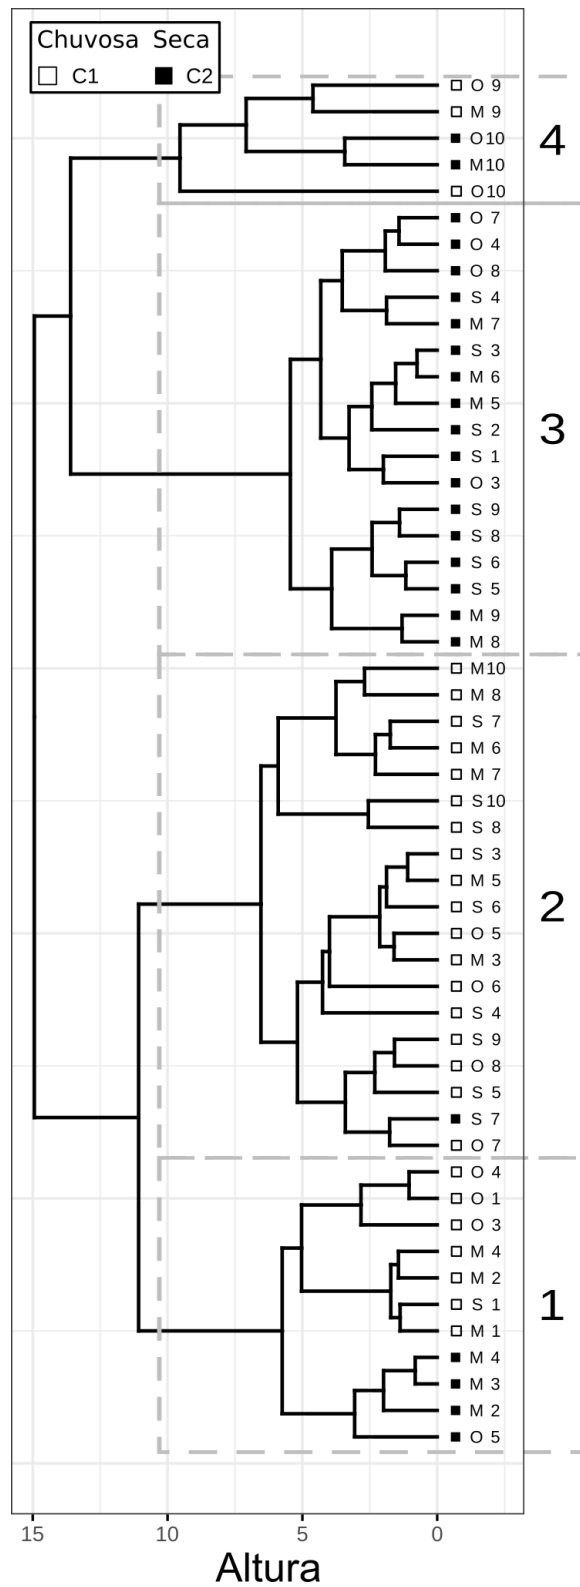 Chuvosa Seca
□ C1 ■ C2
□ O 9
□ M 9
■ O10
■ M10
□ O10
4
■ O 7
■ O 4
■ O 8
■ S 4
■ M 7
■ S 3
■ M 6
■ M 5
■ S 2
■ S 1
■ O 3
■ S 9
■ S 8
■ S 6
■ S 5
■ M 9
■ M 8
3
□ M10
□ M 8
□ S 7
□ M 6
□ M 7
□ S10
□ S 8
□ S 3
□ M 5
□ S 6
□ O 5
□ M 3
□ O 6
□ S 4
□ S 9
□ O 8
□ S 5
■ S 7
□ O 7
2
□ O 4
□ O 1
□ O 3
□ M 4
□ M 2
□ S 1
□ M 1
■ M 4
■ M 3
■ M 2
■ O 5
1
15 10 5 0
Altura